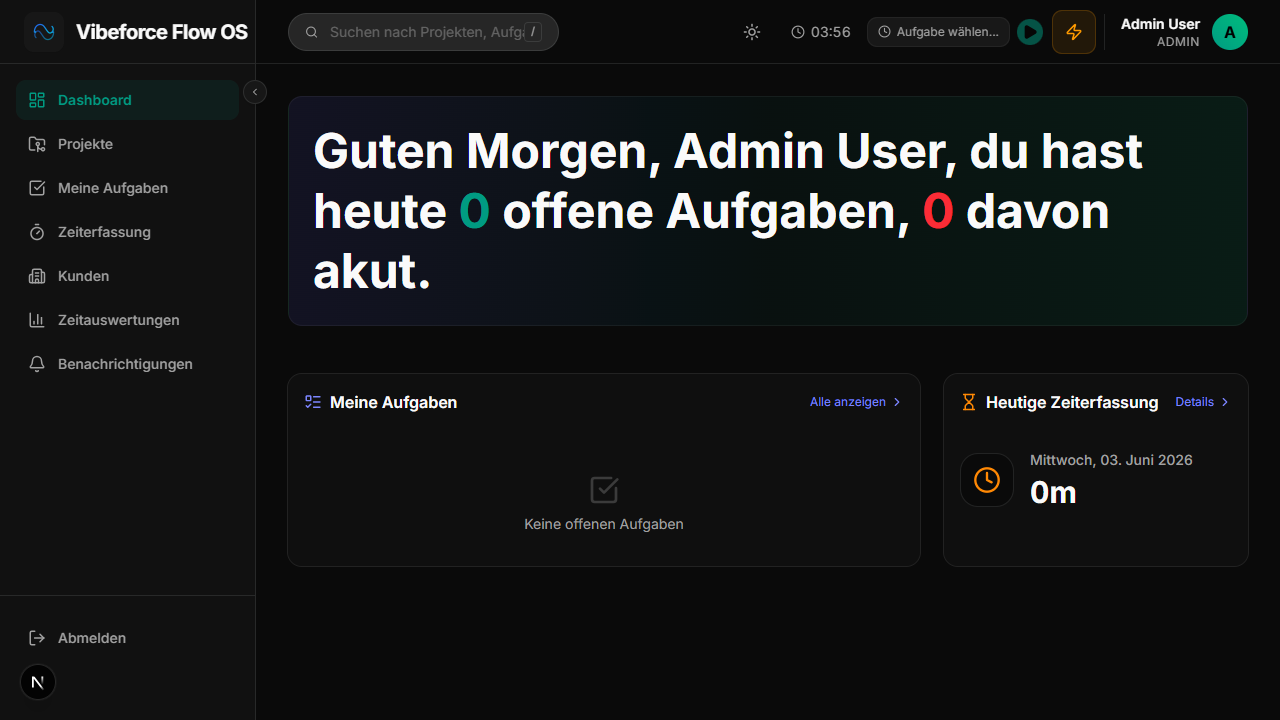 Vibeforce Flow OS
Suchen nach Projekten, Aufga
/
03:56
Aufgabe wählen...
Admin User
ADMIN
A
Dashboard
Projekte
Meine Aufgaben
Zeiterfassung
Kunden
Zeitauswertungen
Benachrichtigungen
Abmelden
N
Guten Morgen, Admin User, du hast
heute 0 offene Aufgaben, 0 davon
akut.
Meine Aufgaben
Alle anzeigen
Keine offenen Aufgaben
Heutige Zeiterfassung
Details
Mittwoch, 03. Juni 2026
0m